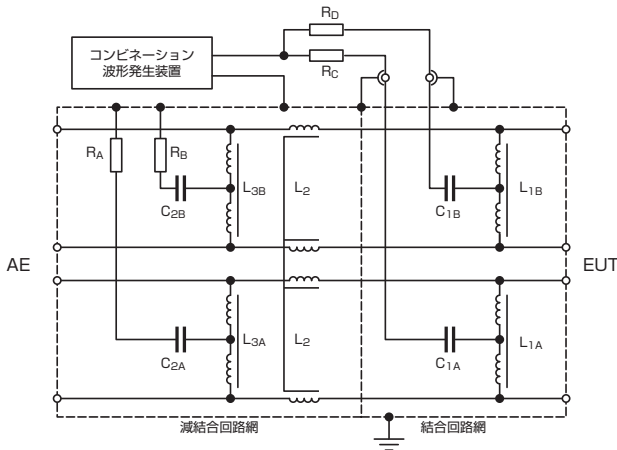 RD
コンビネーション
波形発生装置
RC
RA
RB
L3B
L2
L1B
C2B
C1B
AE
EUT
L3A
L2
L1A
C2A
C1A
減結合回路網
結合回路網